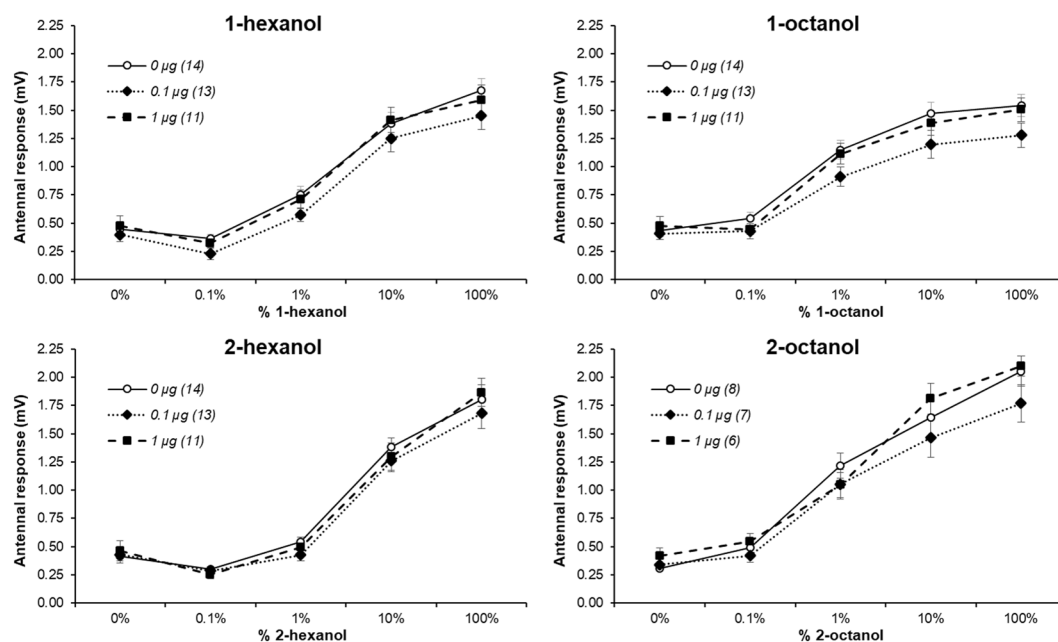 1-hexanol
2.25
2.00
1.75
1.50
1.25
1.00
0.75
0.50
0.25
0.00
Antennal response (mV)
0 µg (14)
0.1 µg (13)
1 µg (11)
0% 0.1% 1% 10% 100%
% 1-hexanol
1-octanol
2.25
2.00
1.75
1.50
1.25
1.00
0.75
0.50
0.25
0.00
Antennal response (mV)
0 µg (14)
0.1 µg (13)
1 µg (11)
0% 0.1% 1% 10% 100%
% 1-octanol
2-hexanol
2.25
2.00
1.75
1.50
1.25
1.00
0.75
0.50
0.25
0.00
Antennal response (mV)
0 µg (14)
0.1 µg (13)
1 µg (11)
0% 0.1% 1% 10% 100%
% 2-hexanol
2-octanol
2.25
2.00
1.75
1.50
1.25
1.00
0.75
0.50
0.25
0.00
Antennal response (mV)
0 µg (8)
0.1 µg (7)
1 µg (6)
0% 0.1% 1% 10% 100%
% 2-octanol